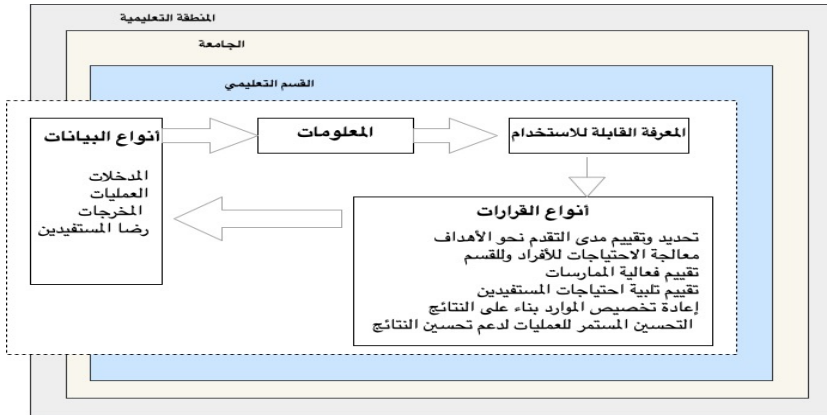 المنطقة التعليمية
الجامعة
القسم التعليمي
المعرفة القابلة للاستخدام
المعلومات
أنواع البيانات
المدخلات
العمليات
المخرجات
رضا المستفيدين
أنواع القرارات
تحديد وتقييم مدى التقدم نحو الأهداف
معالجة الاحتياجات للأفراد وللقسم
تقييم فعالية الممارسات
تقييم تلبية احتياجات المستفيدين
إعادة تخصيص الموارد بناء على النتائج
التحسين المستمر للعمليات لدعم تحسين النتائج